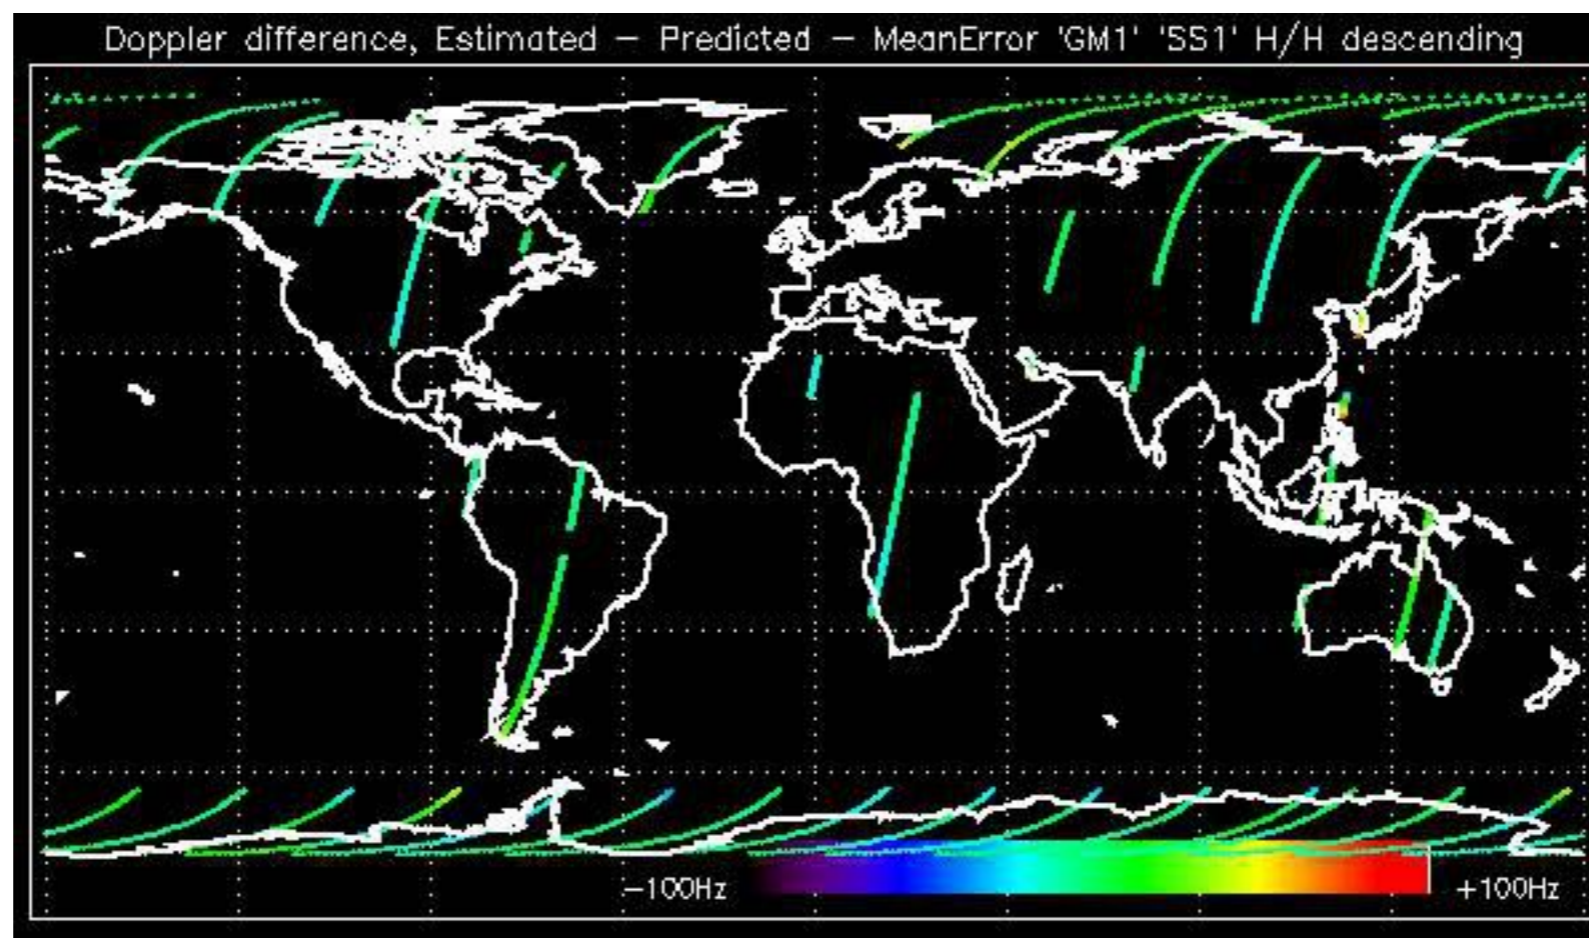 Doppler difference, Estimated – Predicted – MeanError 'GM1' 'SS1' H/H descending
–100Hz +100Hz